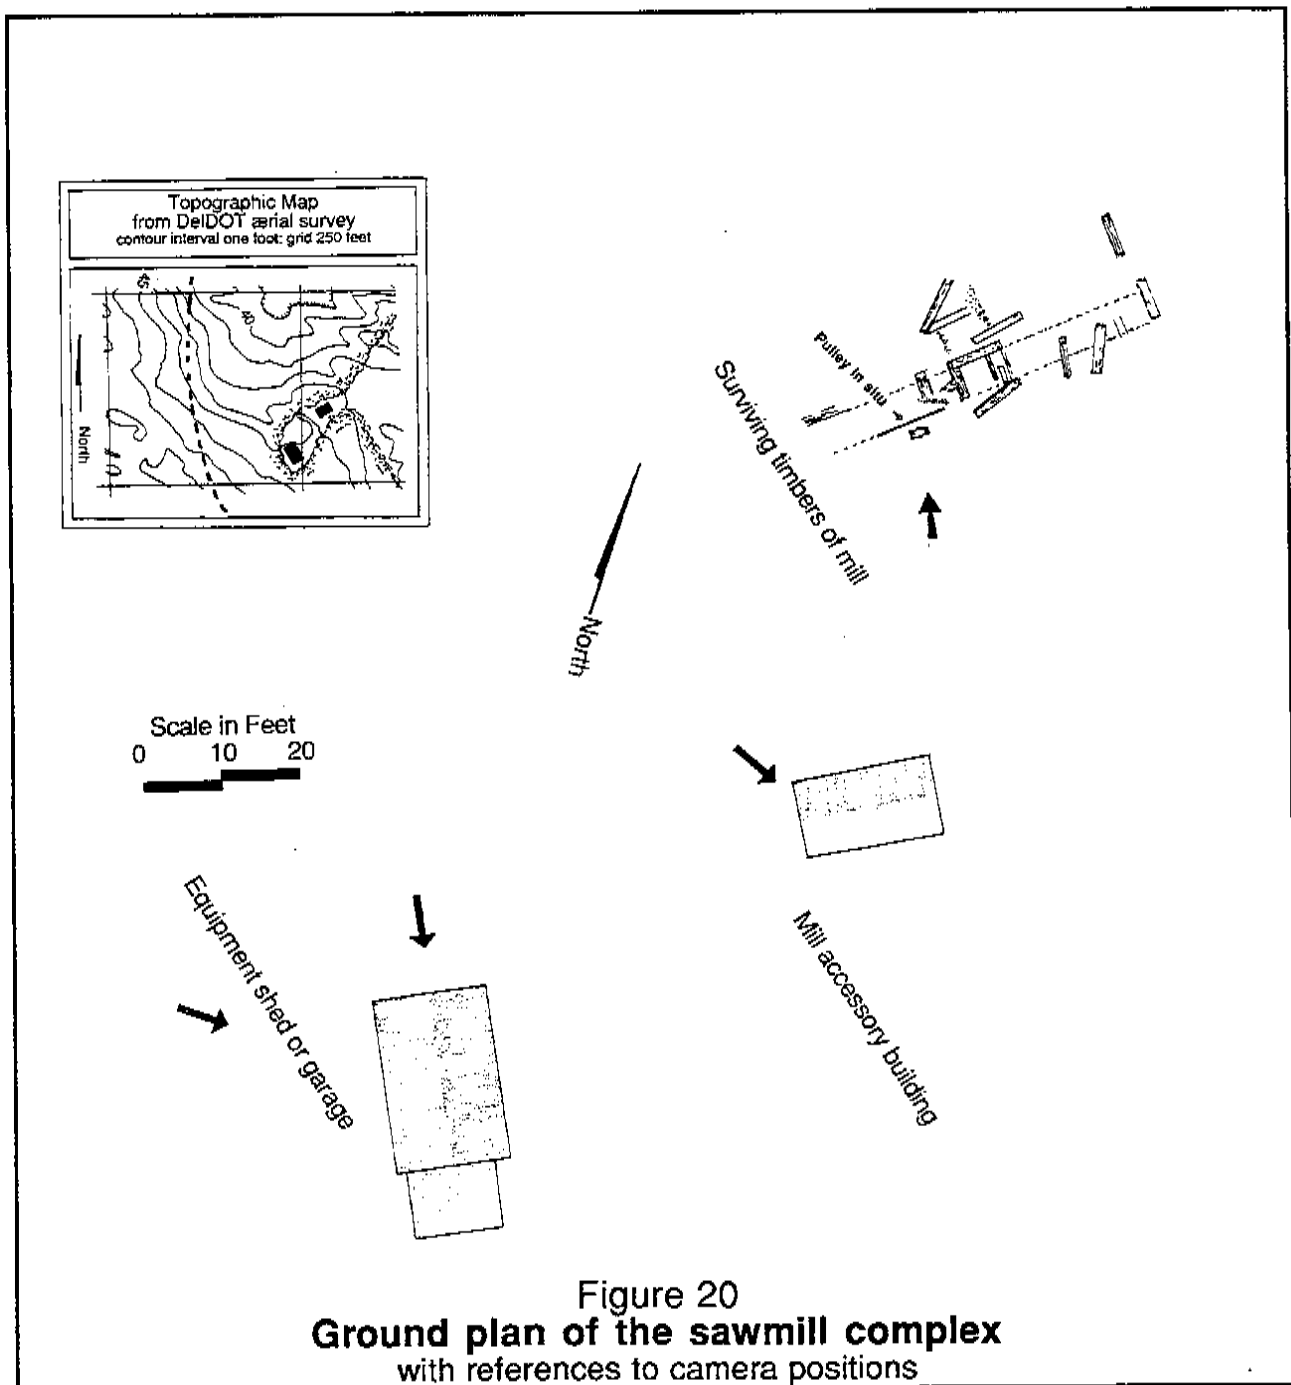 Topographic Map
from DelDOT ærial survey
contour interval one foot: grid 250 feet
45
40
North
40
Pulley in situ
Surviving timbers of mill
North
Scale in Feet
0 10 20
Equipment shed or garage
Mill accessory building
Figure 20
Ground plan of the sawmill complex
with references to camera positions